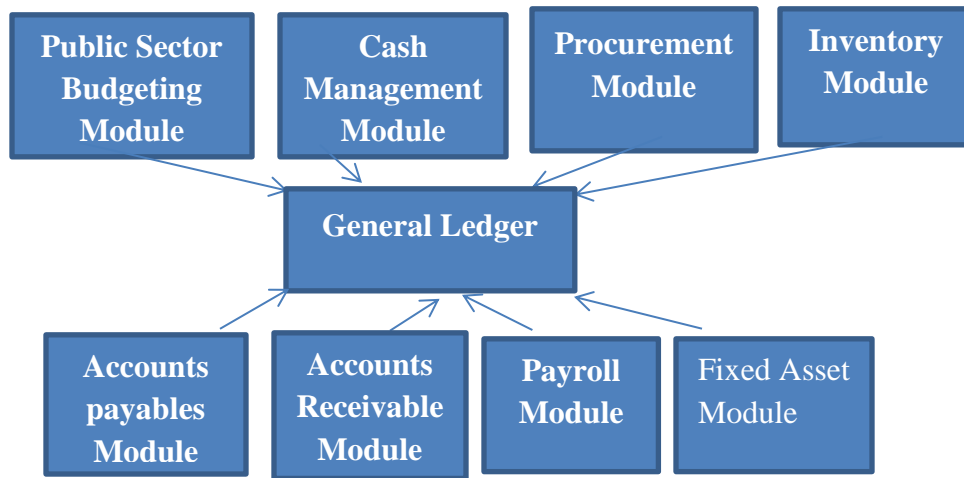 Public Sector
Budgeting
Module
Cash
Management
Module
Procurement
Module
Inventory
Module
General Ledger
Accounts
payables
Module
Accounts
Receivable
Module
Payroll
Module
Fixed Asset
Module